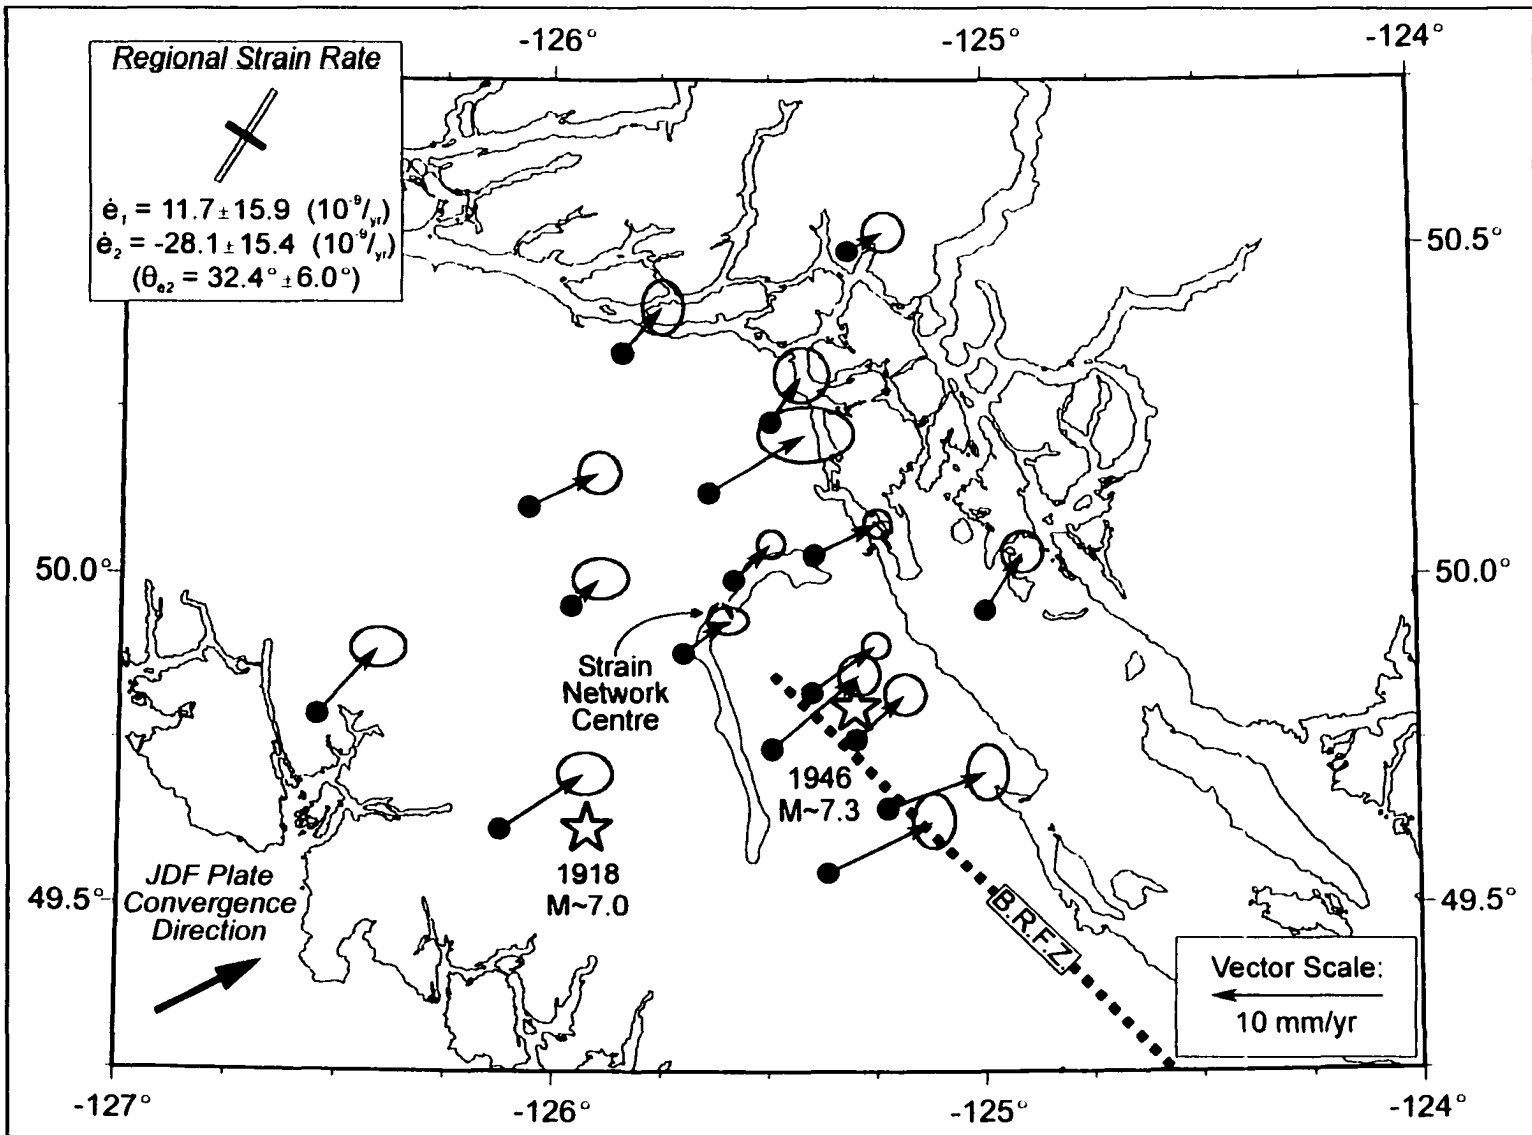 -126° -125° -124°
Regional Strain Rate
ė₁ = 11.7 ± 15.9 (10⁻⁹/yr)
ė₂ = -28.1 ± 15.4 (10⁻⁹/yr)
(θe2 = 32.4° ± 6.0°)
50.5°
50.0° 50.0°
Strain
Network
Centre
1946
M~7.3
1918
M~7.0
JDF Plate
Convergence
Direction
49.5° 49.5°
B.R.F.Z.
Vector Scale:
10 mm/yr
-127° -126° -125° -124°